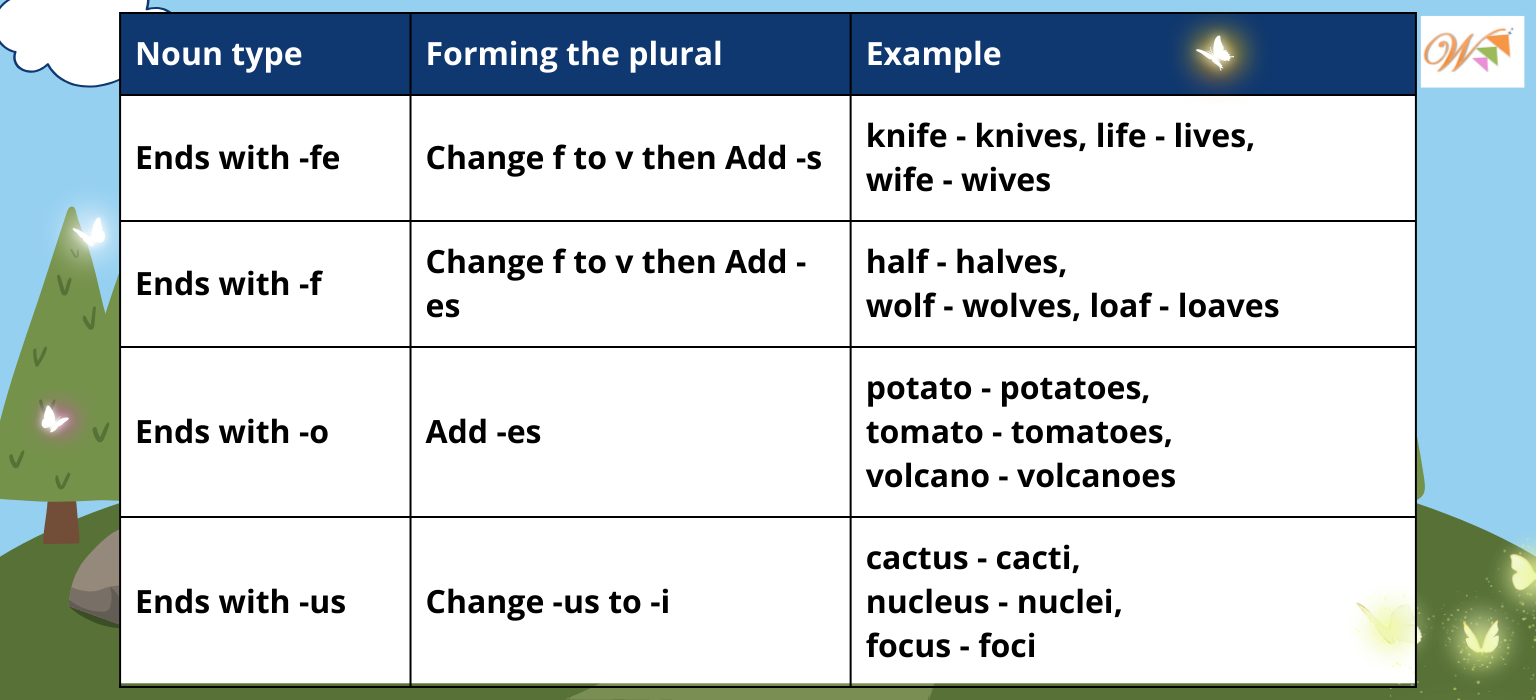 Noun type
Forming the plural
Example
Ends with -fe
Change f to v then Add -s
knife - knives, life - lives,
wife - wives
Ends with -f
Change f to v then Add -
es
half - halves,
wolf - wolves, loaf - loaves
Ends with -o
Add -es
potato - potatoes,
tomato - tomatoes,
volcano - volcanoes
Ends with -us
Change -us to -i
cactus - cacti,
nucleus - nuclei,
focus - foci
W